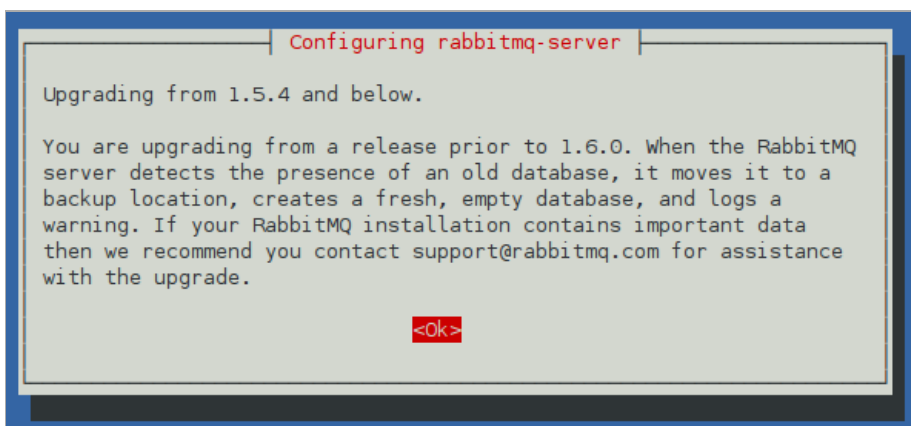 Configuring rabbitmq-server
Upgrading from 1.5.4 and below.
You are upgrading from a release prior to 1.6.0. When the RabbitMQ
server detects the presence of an old database, it moves it to a
backup location, creates a fresh, empty database, and logs a
warning. If your RabbitMQ installation contains important data
then we recommend you contact support@rabbitmq.com for assistance
with the upgrade.
<Ok>